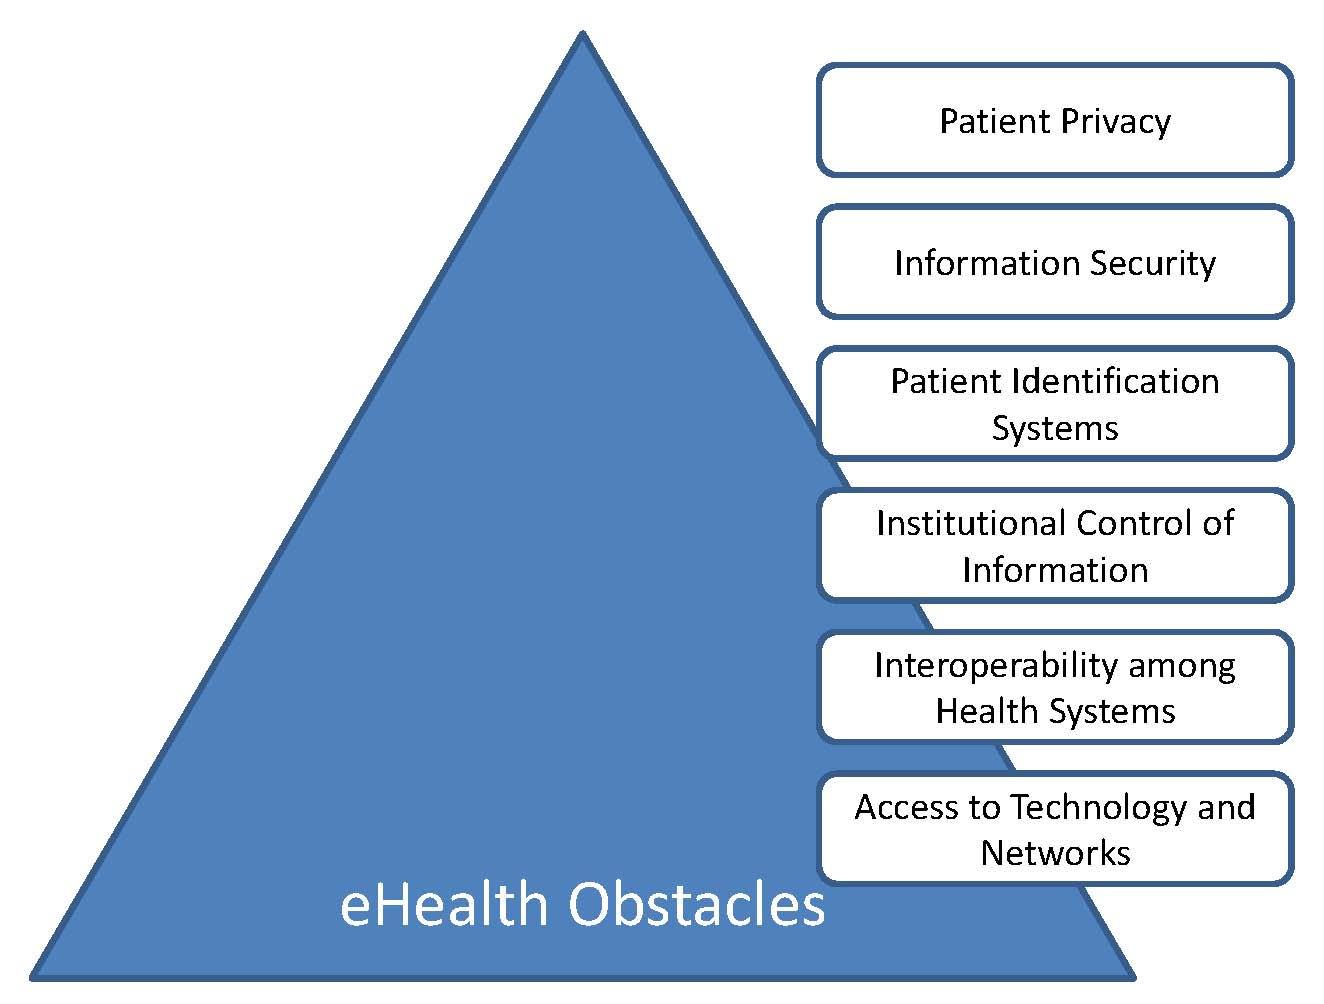 Patient Privacy
Information Security
Patient Identification
Systems
Institutional Control of
Information
Interoperability among
Health Systems
Access to Technology and
Networks
eHealth Obstacles